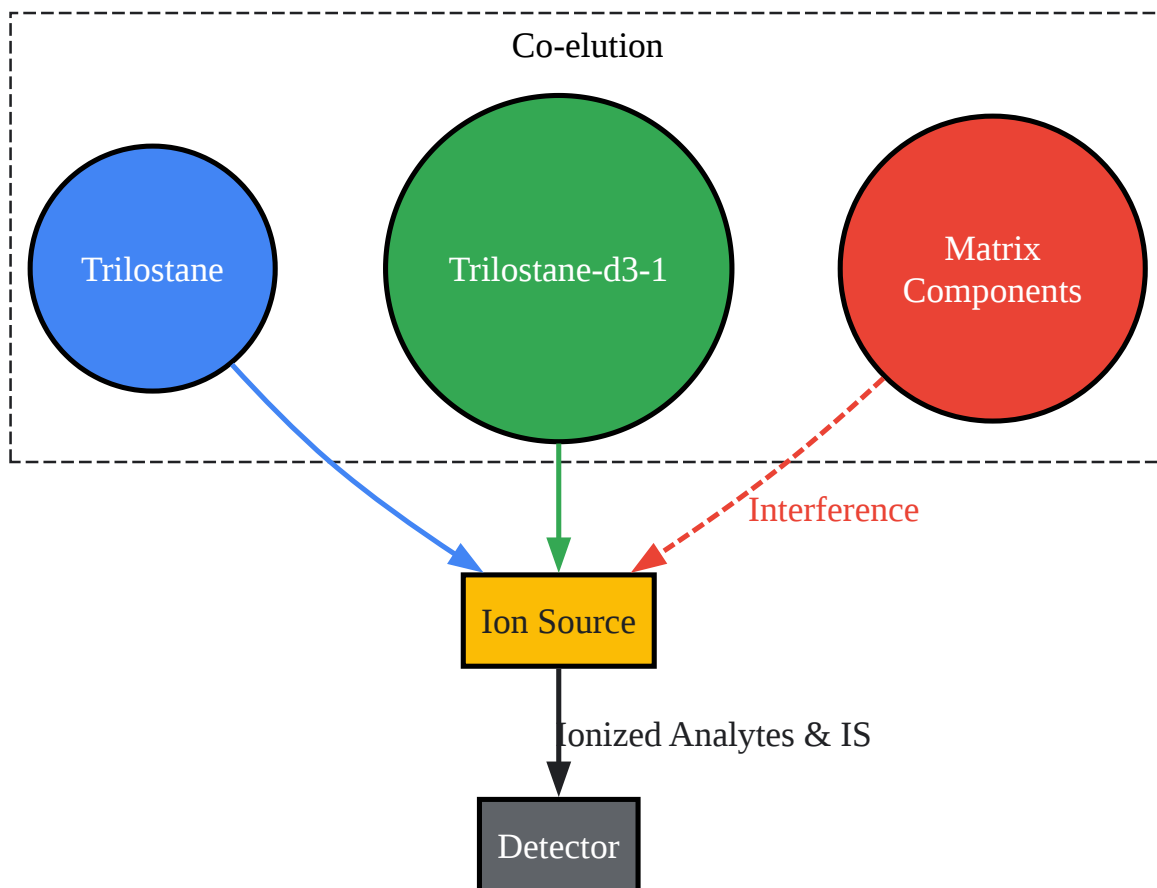 Co-elution
Trilostane
Trilostane-d3-1
Matrix
Components
Interference
Ion Source
Ionized Analytes & IS
Detector